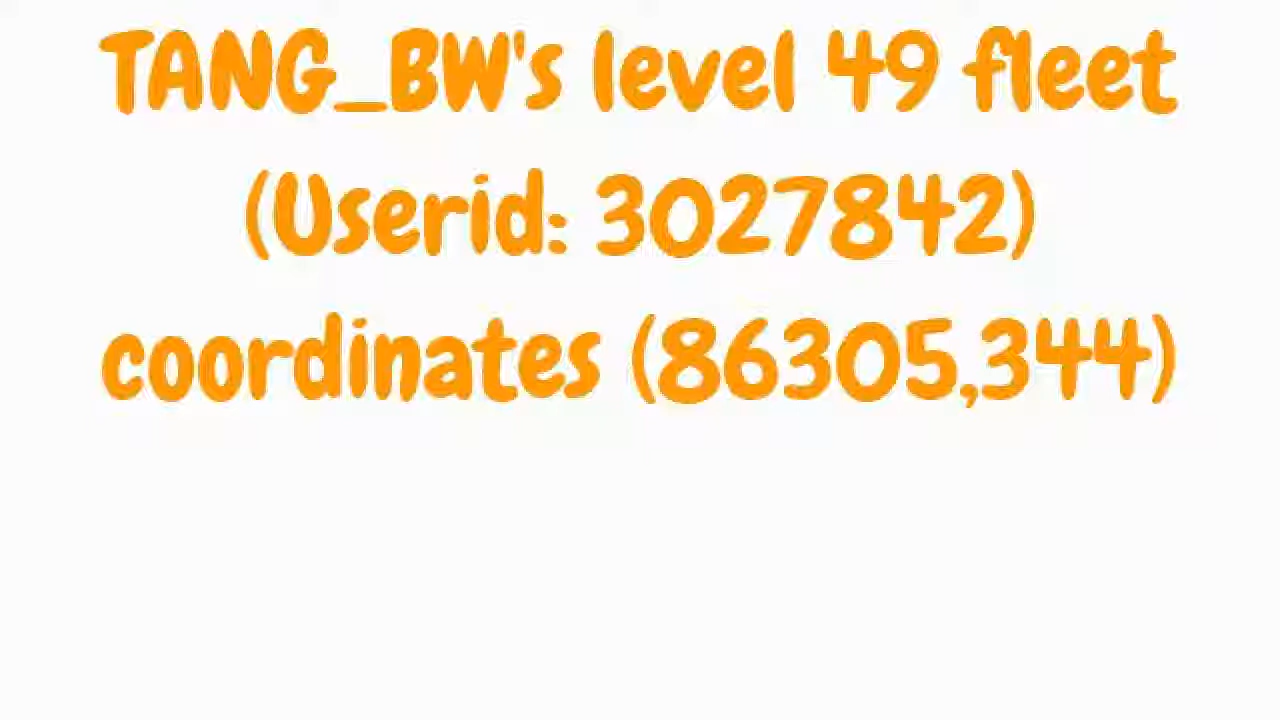 TANG_BW's level 49 fleet
(Userid: 3027842)
coordinates (86305,344)